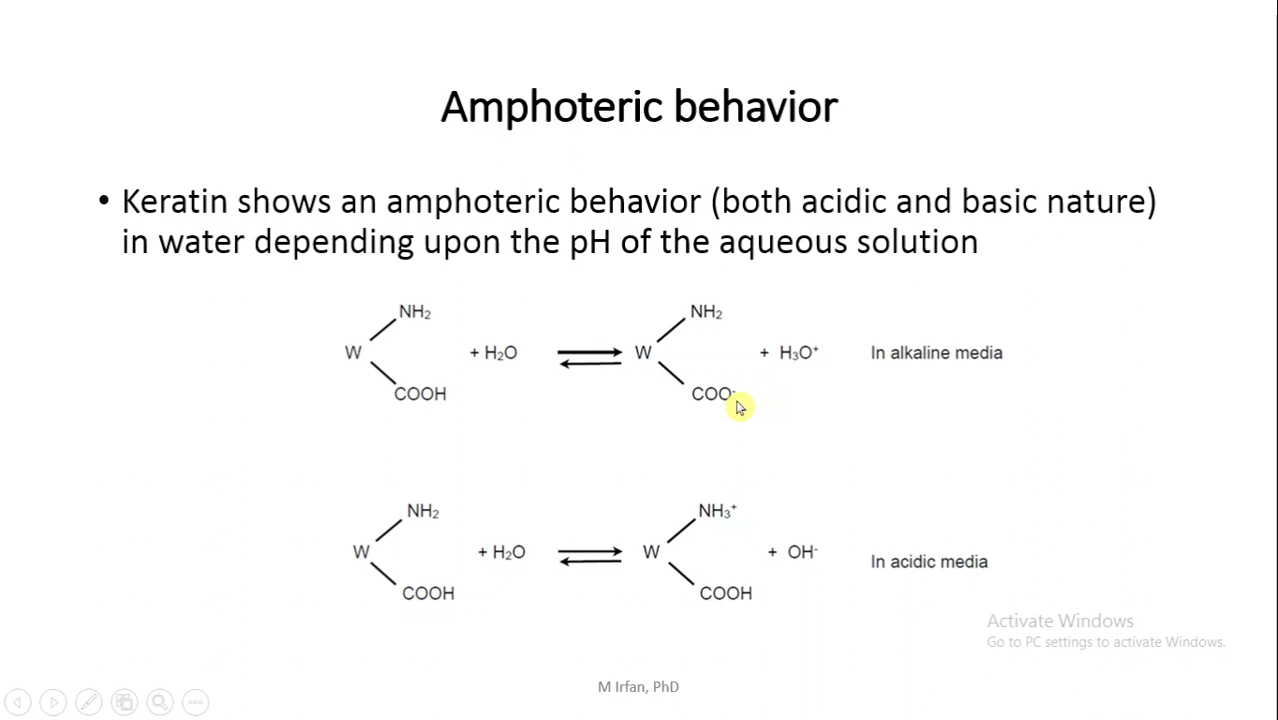 Amphoteric behavior
• Keratin shows an amphoteric behavior (both acidic and basic nature)
in water depending upon the pH of the aqueous solution
NH₂ NH₂
W + H₂O W + H₃O⁺ In alkaline media
COOH COO⁻
NH₂ NH₃⁺
W + H₂O W + OH⁻ In acidic media
COOH COOH
Activate Windows
Go to PC settings to activate Windows.
M Irfan, PhD